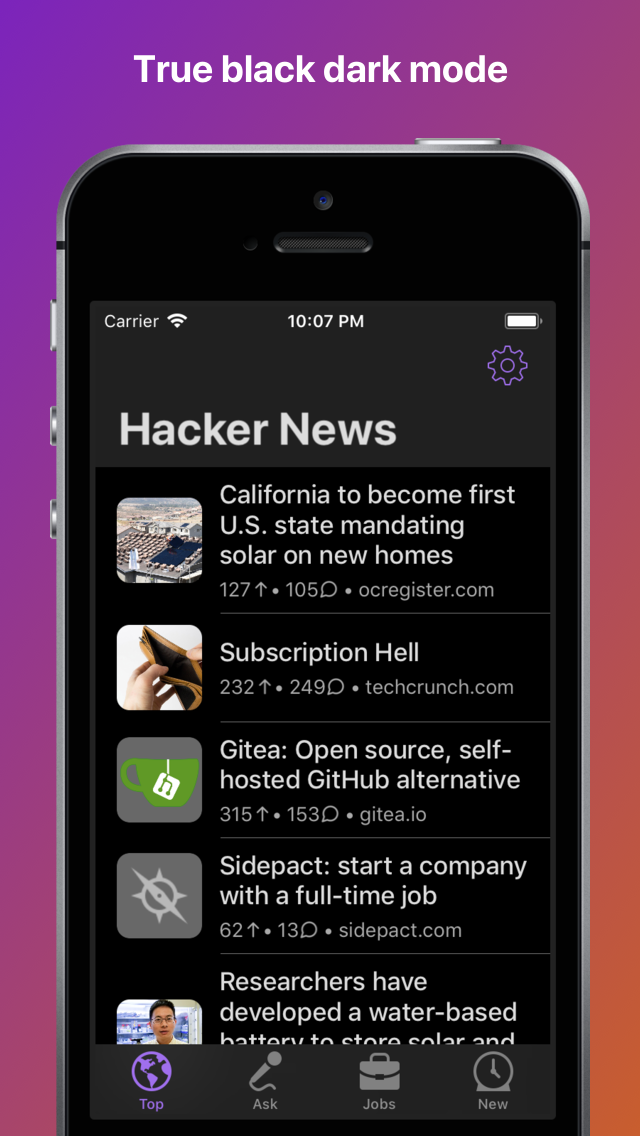 True black dark mode
Carrier 10:07 PM
Hacker News
California to become first
U.S. state mandating
solar on new homes
127↑ • 105 • ocregister.com
Subscription Hell
232↑ • 249 • techcrunch.com
Gitea: Open source, self-
hosted GitHub alternative
315↑ • 153 • gitea.io
Sidepact: start a company
with a full-time job
62↑ • 13 • sidepact.com
Researchers have
developed a water-based
battery to store solar and
Top Ask Jobs New